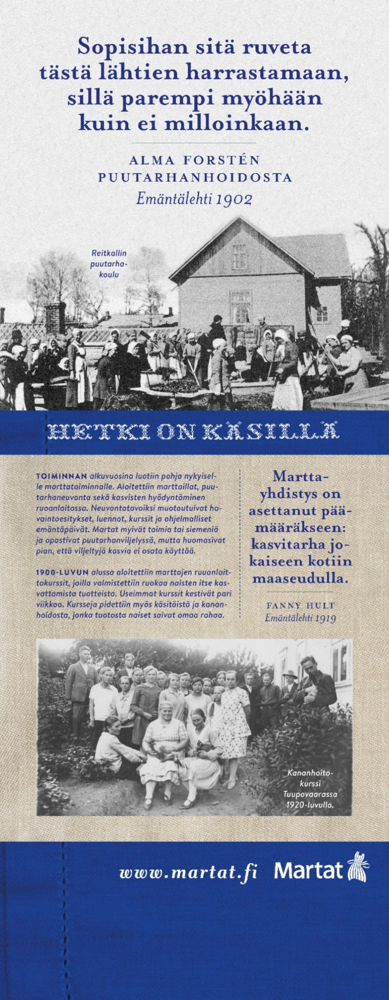 Sopisihan sitä ruveta
tästä lähtien harrastamaan,
sillä parempi myöhään
kuin ei milloinkaan.
ALMA FORSTÉN
PUUTARHANHOIDOSTA
Emäntälehti 1902
Reitkallin
puutarha-
koulu
HETKI ON KÄSILLÄ
TOIMINNAN alkuvuosina luotiin pohja nykyisel-
le marttatoiminnalle. Aloitettiin marttaillat, puu-
tarhaneuvonta sekä kasvisten hyödyntäminen
ruoanlaitossa. Neuvontatavoiksi muotoutuivat ha-
vaintoesitykset, luennot, kurssit ja ohjelmalliset
emäntäpäivät. Martat myivät taimia tai siemeniä
ja opastivat puutarhanviljelyssä, mutta huomasivat
pian, että viljeltyjä kasvia ei osata käyttää.
1900-LUVUN alussa aloitettiin marttojen ruuanlait-
tokurssit, joilla valmistettiin ruokaa naisten itse kas-
vattamista tuotteista. Useimmat kurssit kestivät pari
viikkoa. Kursseja pidettiin myös käsitöistä ja kanan-
hoidosta, jonka tuotosta naiset saivat omaa rahaa.
Martta-
yhdistys on
asettanut pää-
määräkseen:
kasvitarha jo-
kaiseen kotiin
maaseudulla.
FANNY HULT
Emäntälehti 1919
Kananhoito-
kurssi
Tuupovaarassa
1920-luvulla.
www.martat.fi
Martat